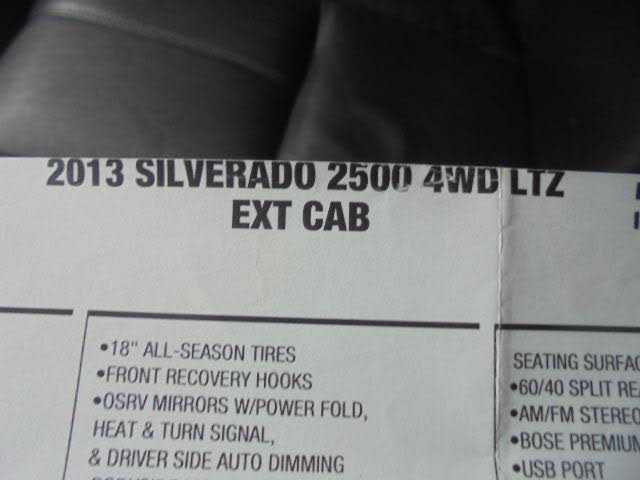 2013 SILVERADO 2500 4WD LTZ
EXT CAB
•18" ALL-SEASON TIRES
•FRONT RECOVERY HOOKS
•OSRV MIRRORS W/POWER FOLD,
HEAT & TURN SIGNAL,
& DRIVER SIDE AUTO DIMMING
SEATING SURFAC
•60/40 SPLIT RE
•AM/FM STEREO
•BOSE PREMIUM
•USB PORT